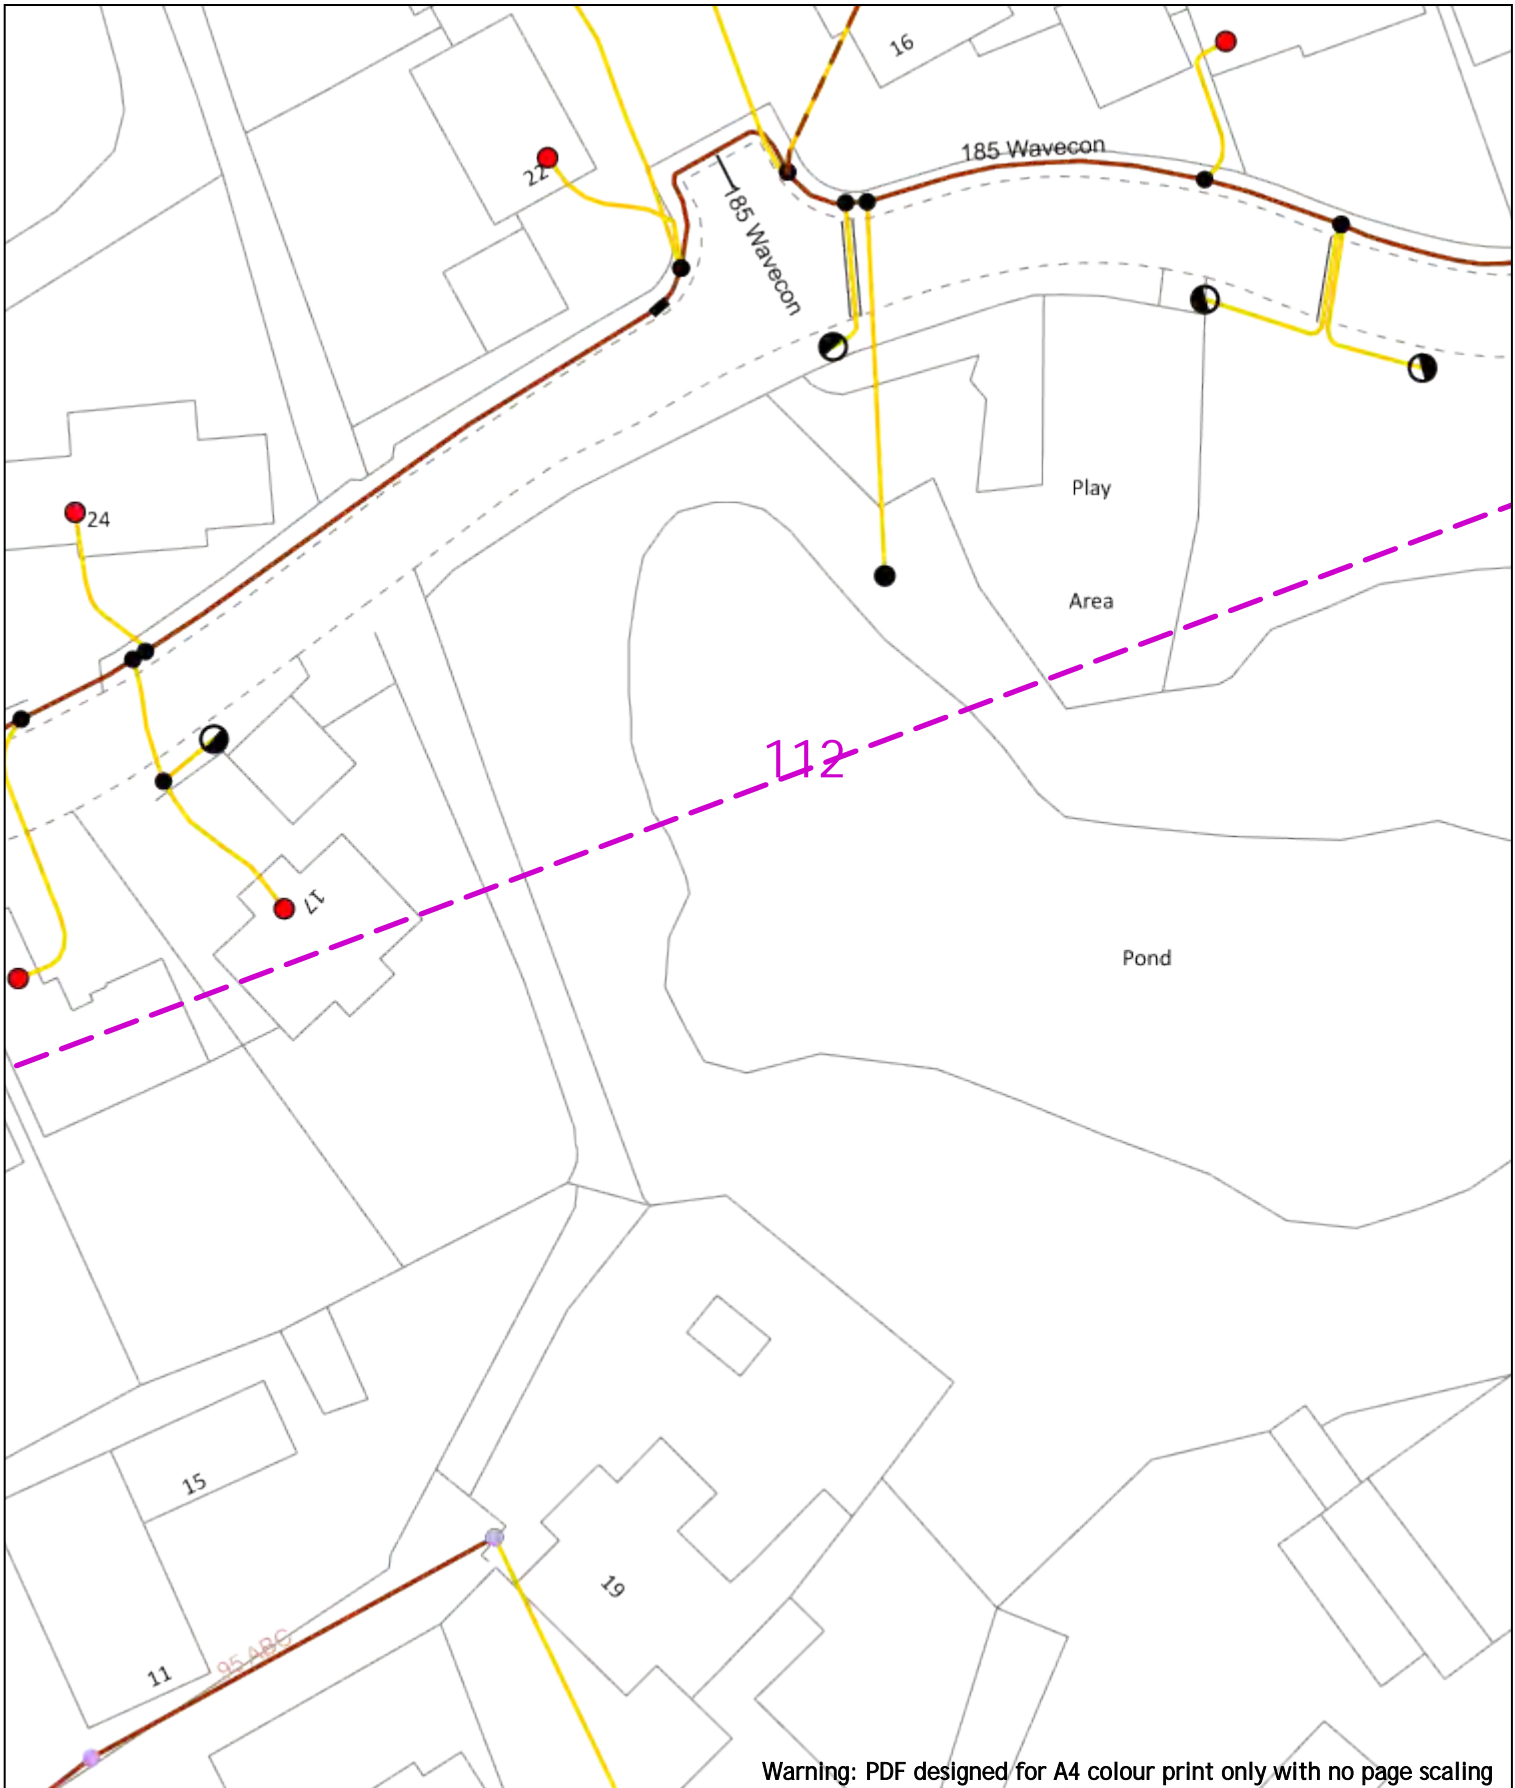 16
185 Wavecon
22
185 Wavecon
Play
24
Area
112
17
Pond
15
19
95 ABC
11
Warning: PDF designed for A4 colour print only with no page scaling